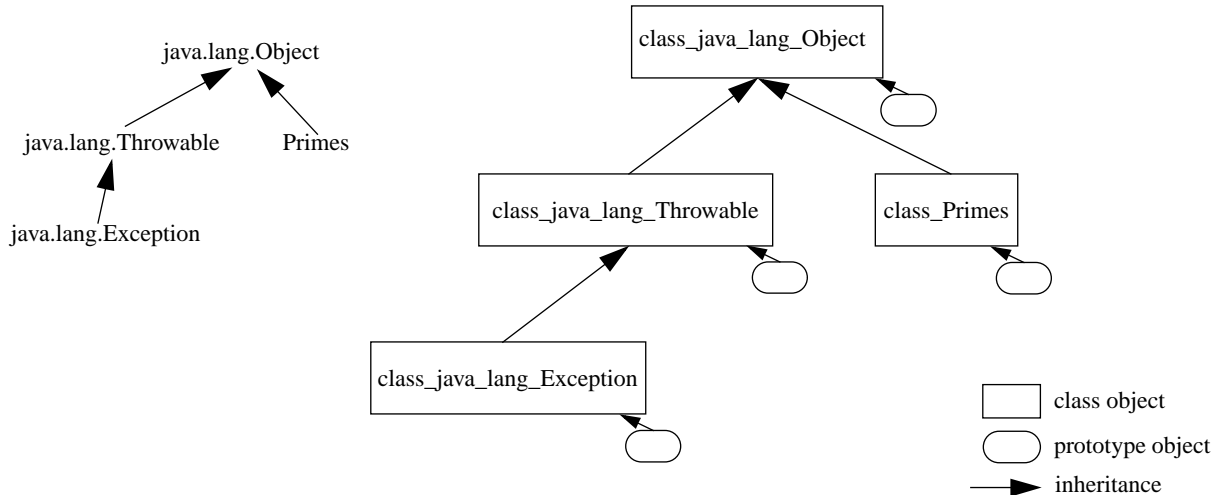 java.lang.Object
java.lang.Throwable
Primes
java.lang.Exception
class_java_lang_Object
class_java_lang_Throwable
class_Primes
class_java_lang_Exception
class object
prototype object
inheritance